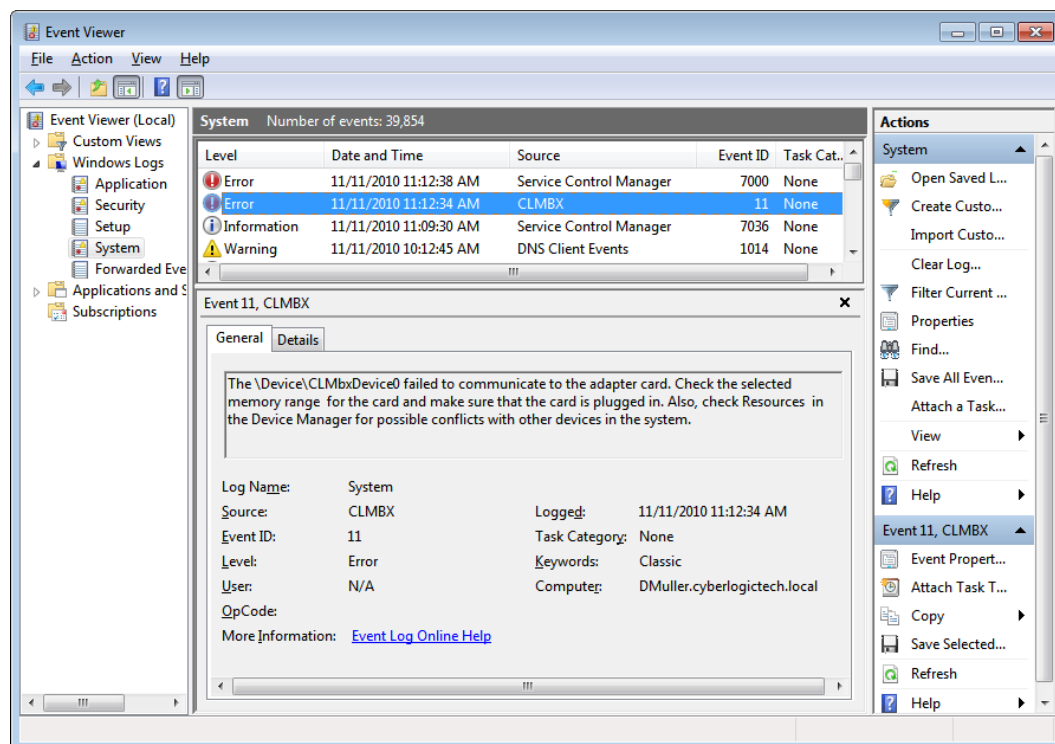 Event Viewer
File Action View Help
Event Viewer (Local)
Custom Views
Windows Logs
Application
Security
Setup
System
Forwarded Eve
Applications and S
Subscriptions
System Number of events: 39,854
Level Date and Time Source Event ID Task Cat...
Error 11/11/2010 11:12:38 AM Service Control Manager 7000 None
Error 11/11/2010 11:12:34 AM CLMBX 11 None
Information 11/11/2010 11:09:30 AM Service Control Manager 7036 None
Warning 11/11/2010 10:12:45 AM DNS Client Events 1014 None
Event 11, CLMBX
General Details
The \Device\CLMbxDevice0 failed to communicate to the adapter card. Check the selected
memory range for the card and make sure that the card is plugged in. Also, check Resources in
the Device Manager for possible conflicts with other devices in the system.
Log Name: System
Source: CLMBX Logged: 11/11/2010 11:12:34 AM
Event ID: 11 Task Category: None
Level: Error Keywords: Classic
User: N/A Computer: DMuller.cyberlogictech.local
OpCode:
More Information: Event Log Online Help
Actions
System
Open Saved L...
Create Custo...
Import Custo...
Clear Log...
Filter Current ...
Properties
Find...
Save All Even...
Attach a Task...
View
Refresh
Help
Event 11, CLMBX
Event Propert...
Attach Task T...
Copy
Save Selected...
Refresh
Help